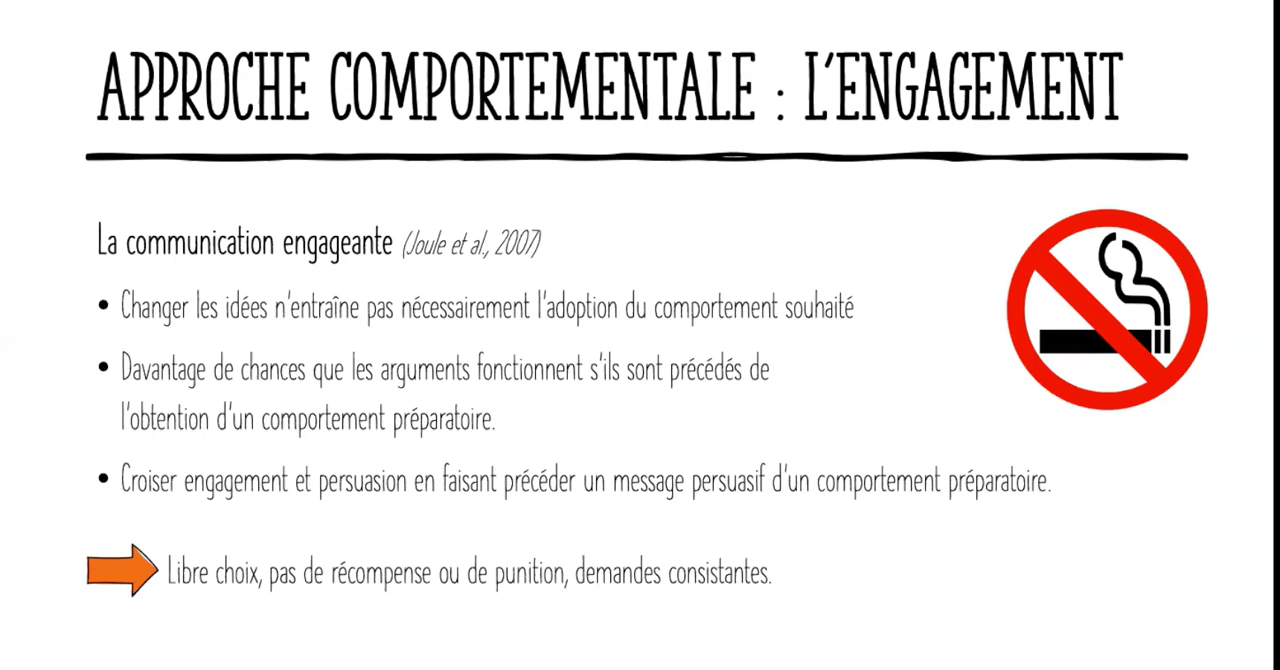 APPROCHE COMPORTEMENTALE : L'ENGAGEMENT
La communication engageante (Joule et al., 2007)
• Changer les idées n'entraîne pas nécessairement l'adoption du comportement souhaité
• Davantage de chances que les arguments fonctionnent s'ils sont précédés de
l'obtention d'un comportement préparatoire.
• Croiser engagement et persuasion en faisant précéder un message persuasif d'un comportement préparatoire.
Libre choix, pas de récompense ou de punition, demandes consistantes.